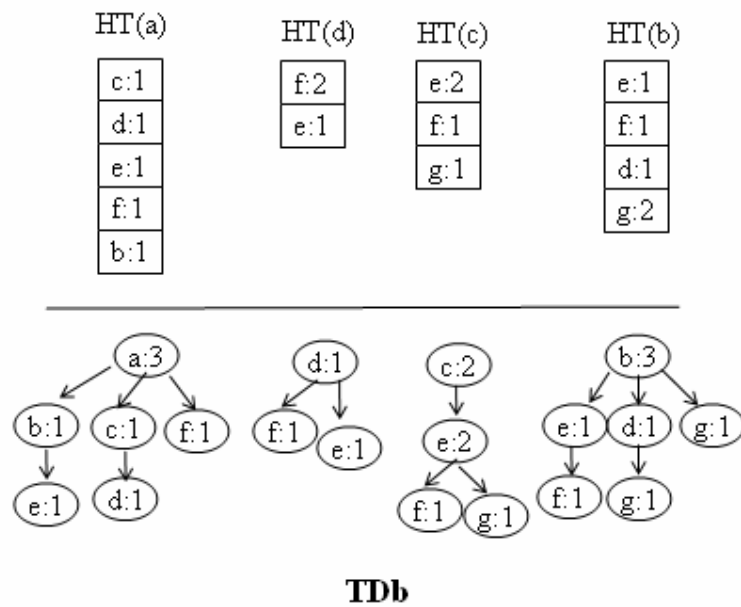 HT(a) HT(d) HT(c) HT(b)
c:1 f:2 e:2 e:1
d:1 e:1 f:1 f:1
e:1 g:1 d:1
f:1 g:2
b:1
a:3 d:1 c:2 b:3
b:1 c:1 f:1 f:1 e:1 e:2 e:1 d:1 g:1
e:1 d:1 f:1 g:1 f:1 g:1
TDb